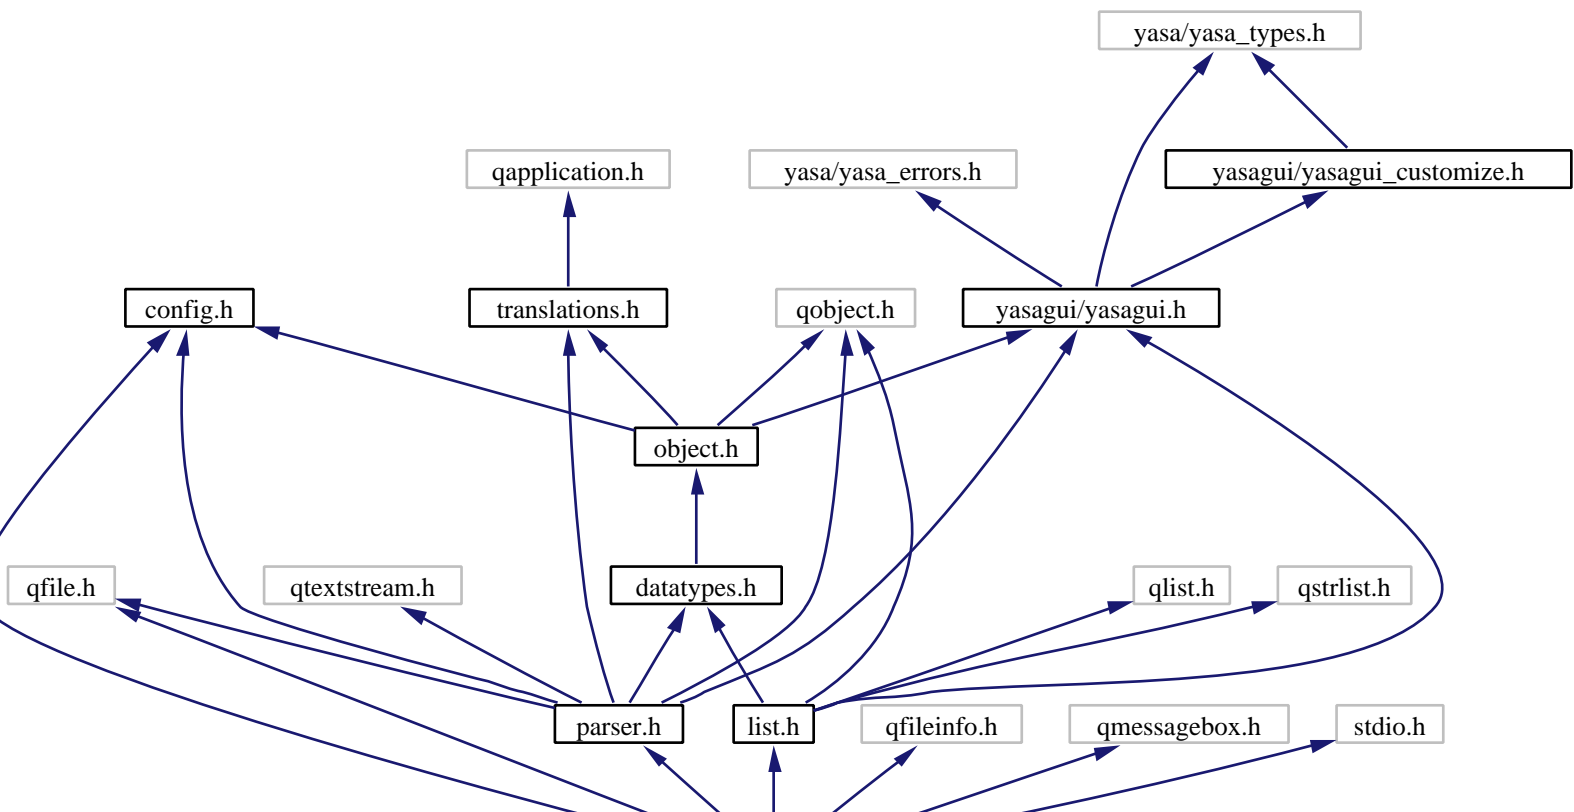 yasa/yasa_types.h
qapplication.h
yasa/yasa_errors.h
yasagui/yasagui_customize.h
config.h
translations.h
qobject.h
yasagui/yasagui.h
object.h
qfile.h
qtextstream.h
datatypes.h
qlist.h
qstrlist.h
parser.h
list.h
qfileinfo.h
qmessagebox.h
stdio.h